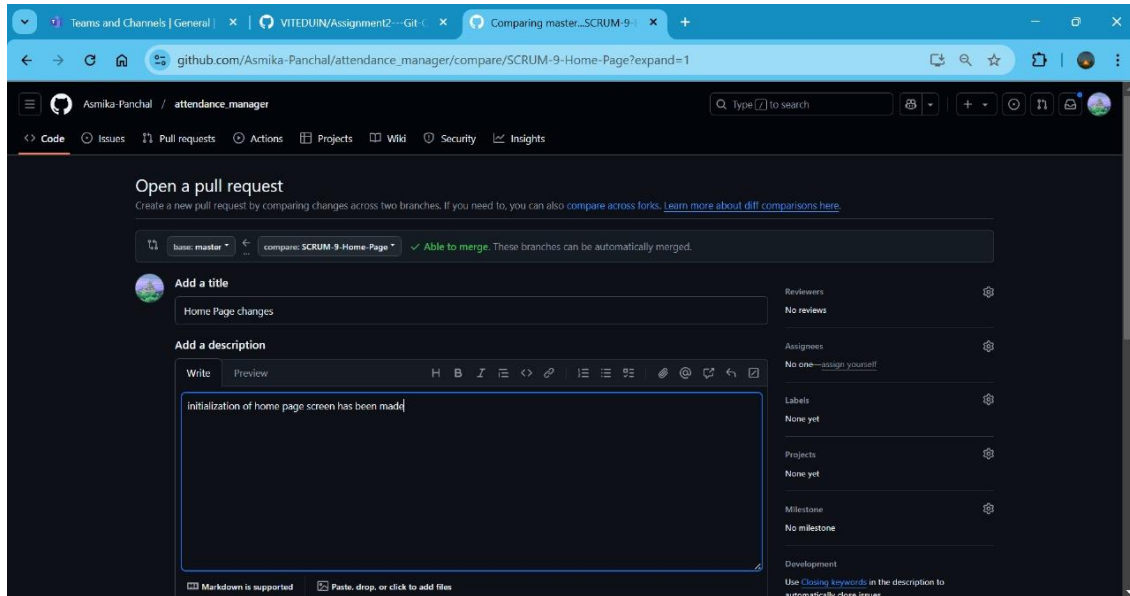 Teams and Channels | General |
VITEDUIN/Assignment2---Git-C
Comparing master...SCRUM-9-H
github.com/Asmika-Panchal/attendance_manager/compare/SCRUM-9-Home-Page?expand=1
Asmika-Panchal / attendance_manager
Type / to search
Code Issues Pull requests Actions Projects Wiki Security Insights
Open a pull request
Create a new pull request by comparing changes across two branches. If you need to, you can also compare across forks. Learn more about diff comparisons here.
base: master ... compare: SCRUM-9-Home-Page Able to merge. These branches can be automatically merged.
Add a title
Home Page changes
Add a description
Write Preview
initialization of home page screen has been made
Markdown is supported Paste, drop, or click to add files
Reviewers
No reviews
Assignees
No one—assign yourself
Labels
None yet
Projects
None yet
Milestone
No milestone
Development
Use Closing keywords in the description to
automatically close issues